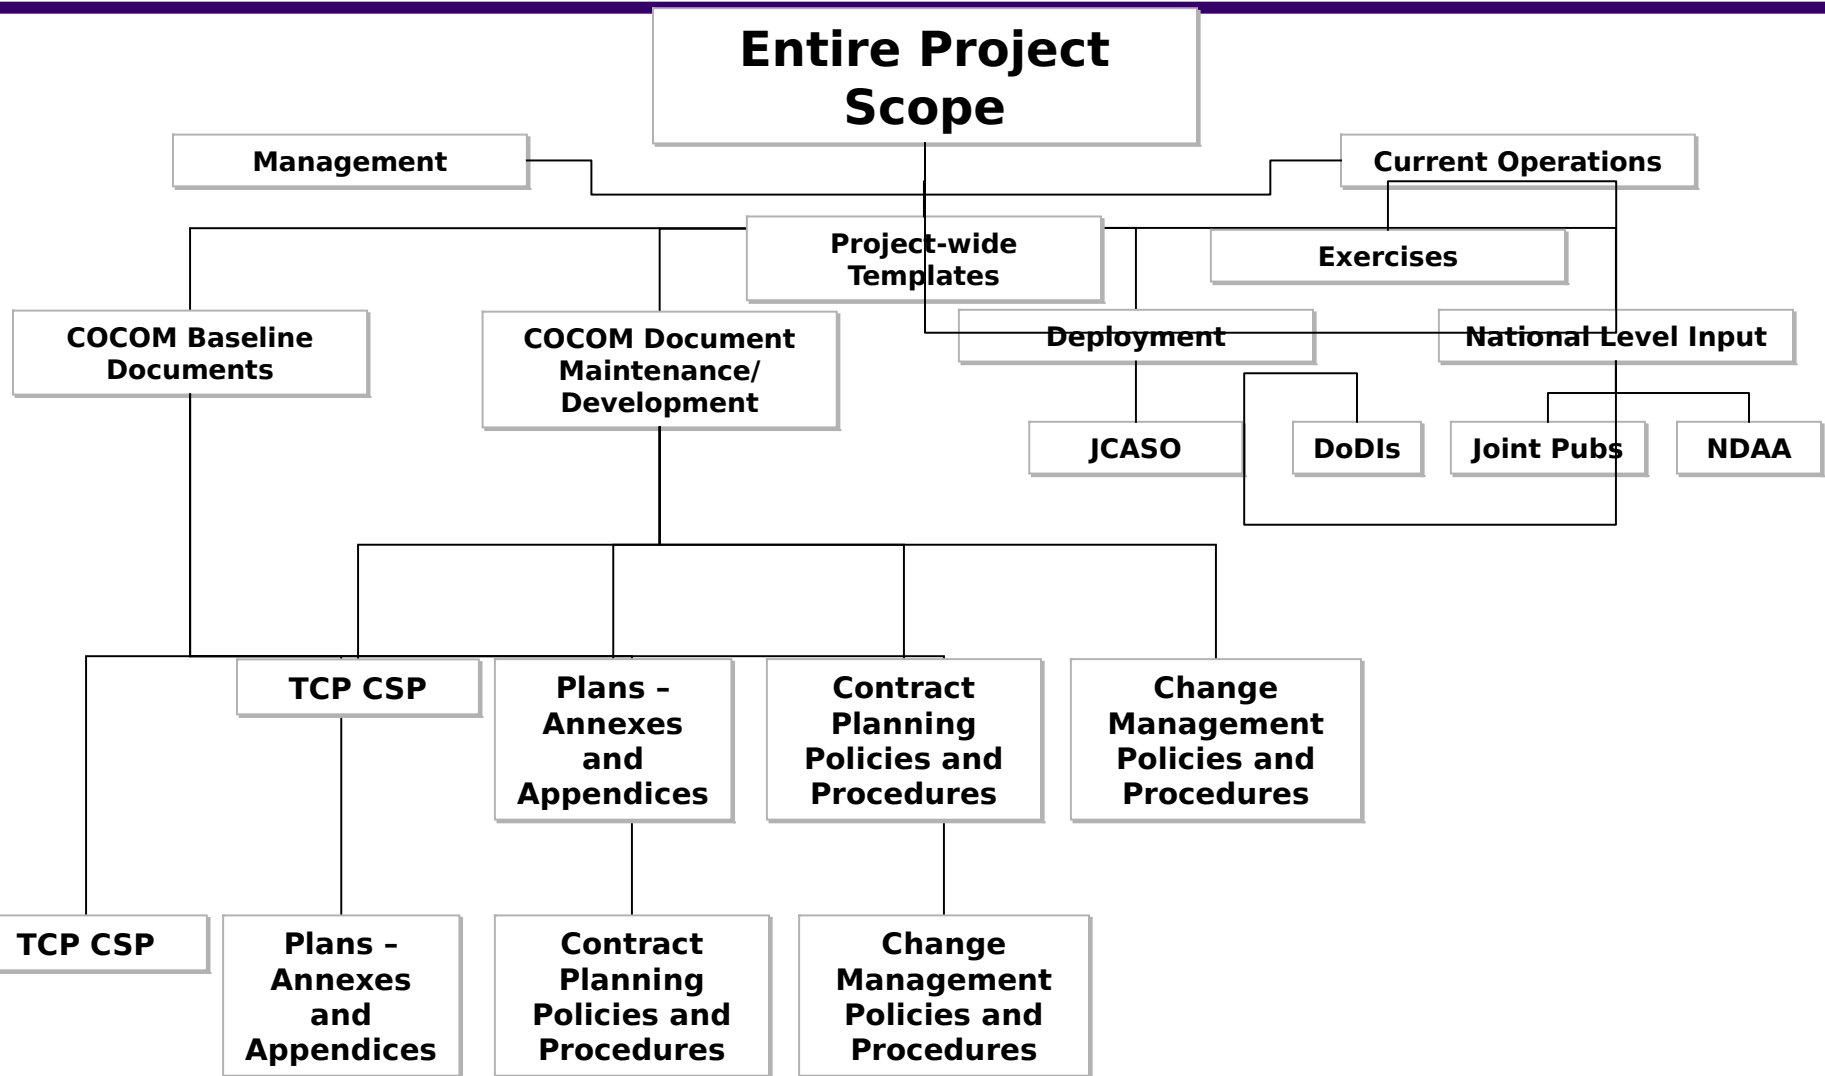 Entire Project
Scope
Management
Current Operations
Project-wide
Templates
Exercises
COCOM Baseline
Documents
COCOM Document
Maintenance/
Development
Deployment
National Level Input
JCASO
DoDIs
Joint Pubs
NDAA
TCP CSP
Plans –
Annexes
and
Appendices
Contract
Planning
Policies and
Procedures
Change
Management
Policies and
Procedures
TCP CSP
Plans –
Annexes
and
Appendices
Contract
Planning
Policies and
Procedures
Change
Management
Policies and
Procedures